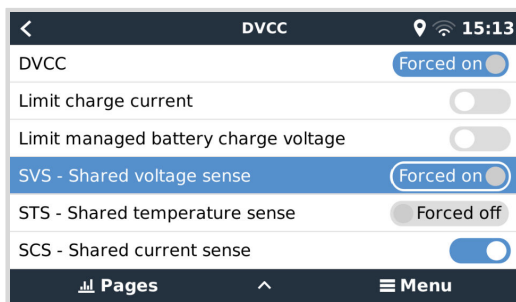 DVCC 15:13
DVCC Forced on
Limit charge current
Limit managed battery charge voltage
SVS - Shared voltage sense Forced on
STS - Shared temperature sense Forced off
SCS - Shared current sense
Pages Menu